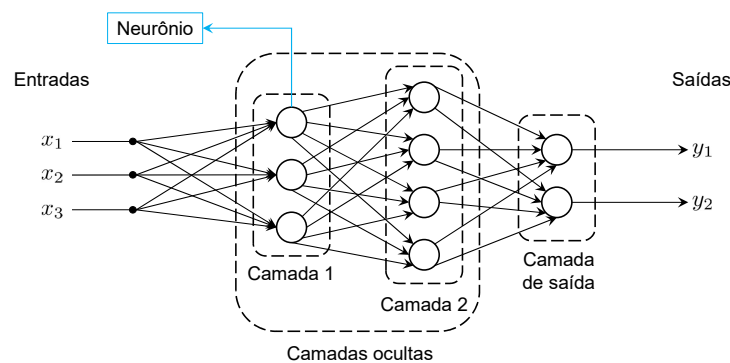 Neurônio
Entradas
Saídas
x₁
x₂
x₃
y₁
y₂
Camada 1
Camada 2
Camada
de saída
Camadas ocultas